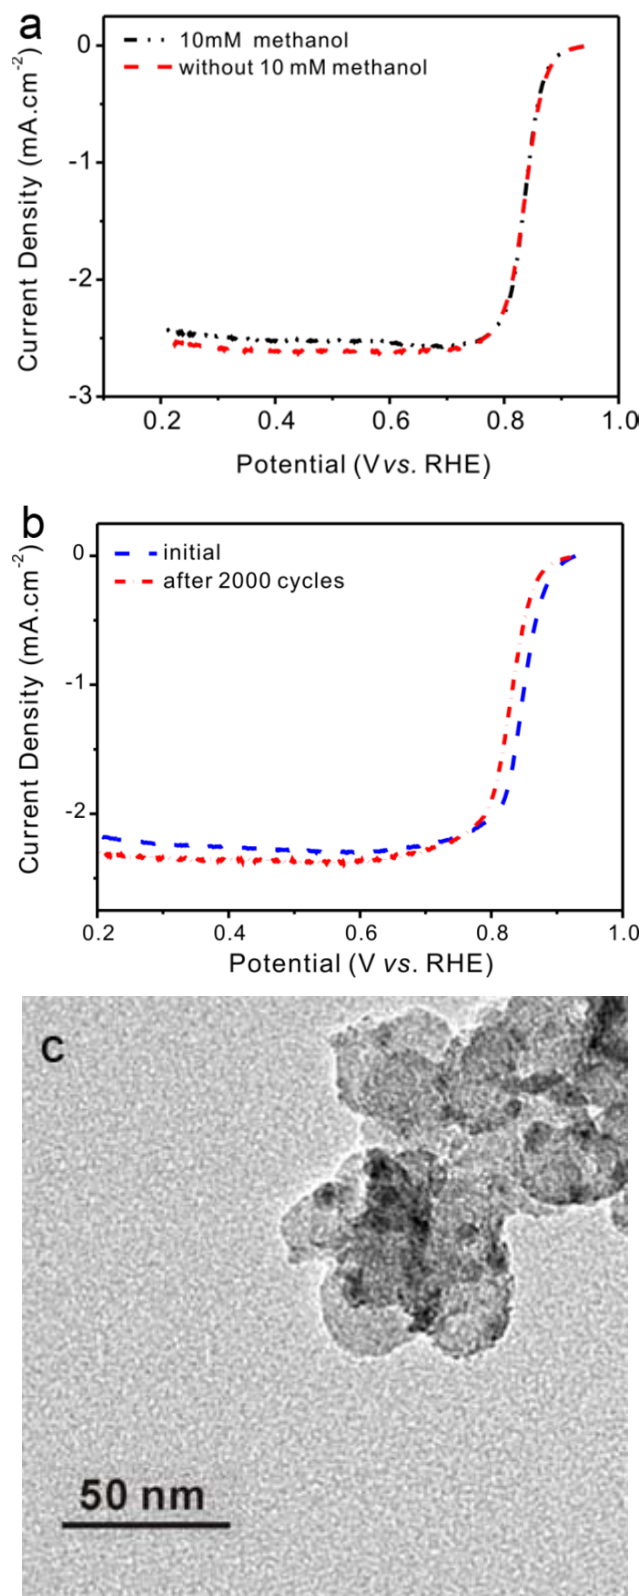 a
10mM methanol
without 10 mM methanol
Current Density (mA.cm-2)
0
-1
-2
-3
0.2 0.4 0.6 0.8 1.0
Potential (V vs. RHE)
b
initial
after 2000 cycles
Current Density (mA.cm-2)
0
-1
-2
0.2 0.4 0.6 0.8 1.0
Potential (V vs. RHE)
c
50 nm